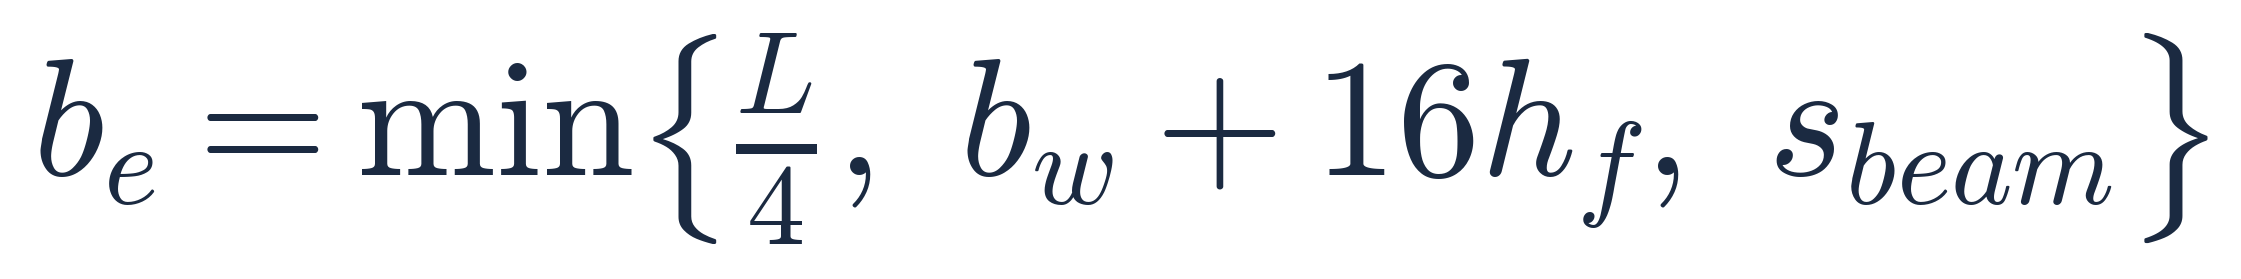 b_e = min{L/4, b_w + 16h_f, s_beam}